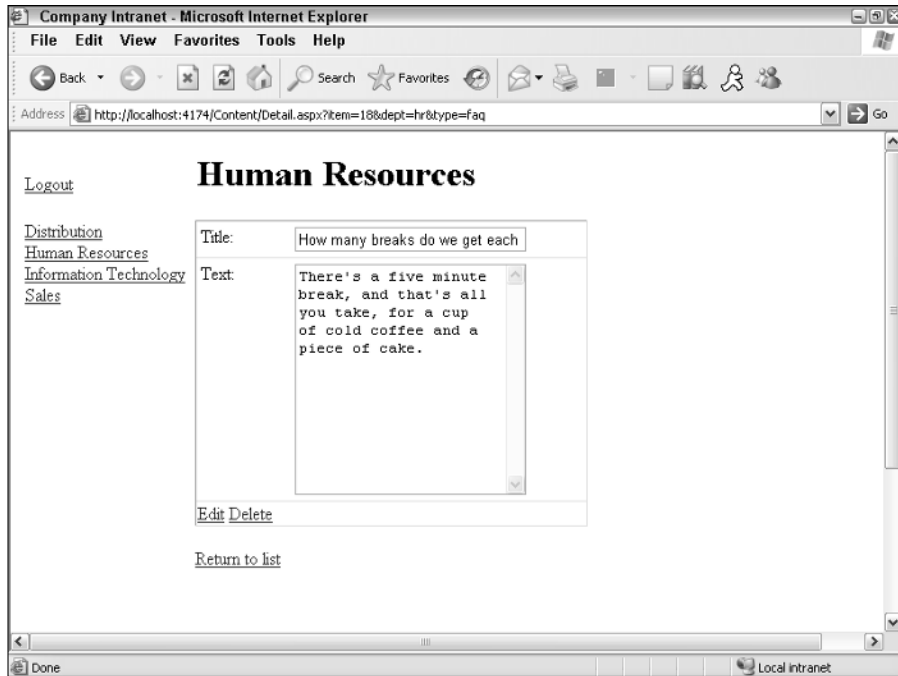 Company Intranet - Microsoft Internet Explorer
File Edit View Favorites Tools Help
Back Search Favorites
Address http://localhost:4174/Content/Detail.aspx?item=18&dept=hr&type=faq Go
Human Resources
Logout
Distribution
Human Resources
Information Technology
Sales
Title: How many breaks do we get each
Text: There's a five minute
break, and that's all
you take, for a cup
of cold coffee and a
piece of cake.
Edit Delete
Return to list
Done Local intranet